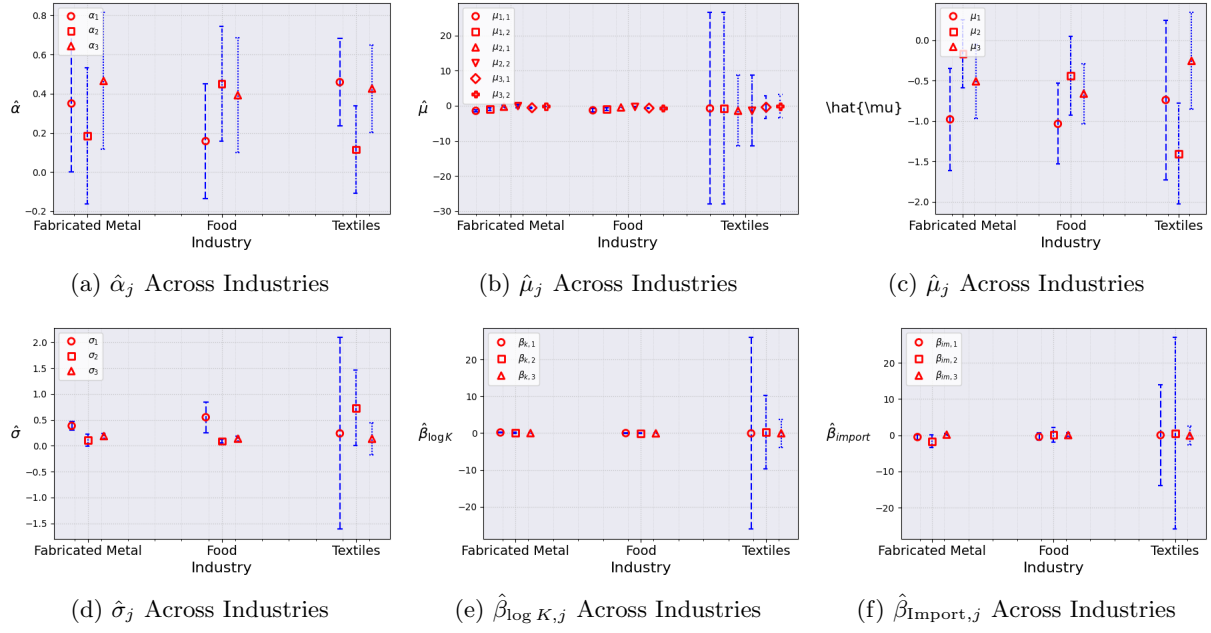 α₁
α₂
α₃
0.8
0.6
0.4
0.2
0.0
−0.2
α̂
Fabricated Metal
Food
Textiles
Industry
(a) α̂ⱼ Across Industries
μ₁,₁
μ₁,₂
μ₂,₁
μ₂,₂
μ₃,₁
μ₃,₂
20
10
0
−10
−20
−30
μ̂
Fabricated Metal
Food
Textiles
Industry
(b) μ̂ⱼ Across Industries
μ₁
μ₂
μ₃
0.0
−0.5
−1.0
−1.5
−2.0
\hat{\mu}
Fabricated Metal
Food
Textiles
Industry
(c) μ̂ⱼ Across Industries
σ₁
σ₂
σ₃
2.0
1.5
1.0
0.5
0.0
−0.5
−1.0
−1.5
σ̂
Fabricated Metal
Food
Textiles
Industry
(d) σ̂ⱼ Across Industries
βₖ,₁
βₖ,₂
βₖ,₃
20
10
0
−10
−20
β̂_{log K}
Fabricated Metal
Food
Textiles
Industry
(e) β̂_{log K,j} Across Industries
β_{im,1}
β_{im,2}
β_{im,3}
20
10
0
−10
−20
β̂_{import}
Fabricated Metal
Food
Textiles
Industry
(f) β̂_{Import,j} Across Industries